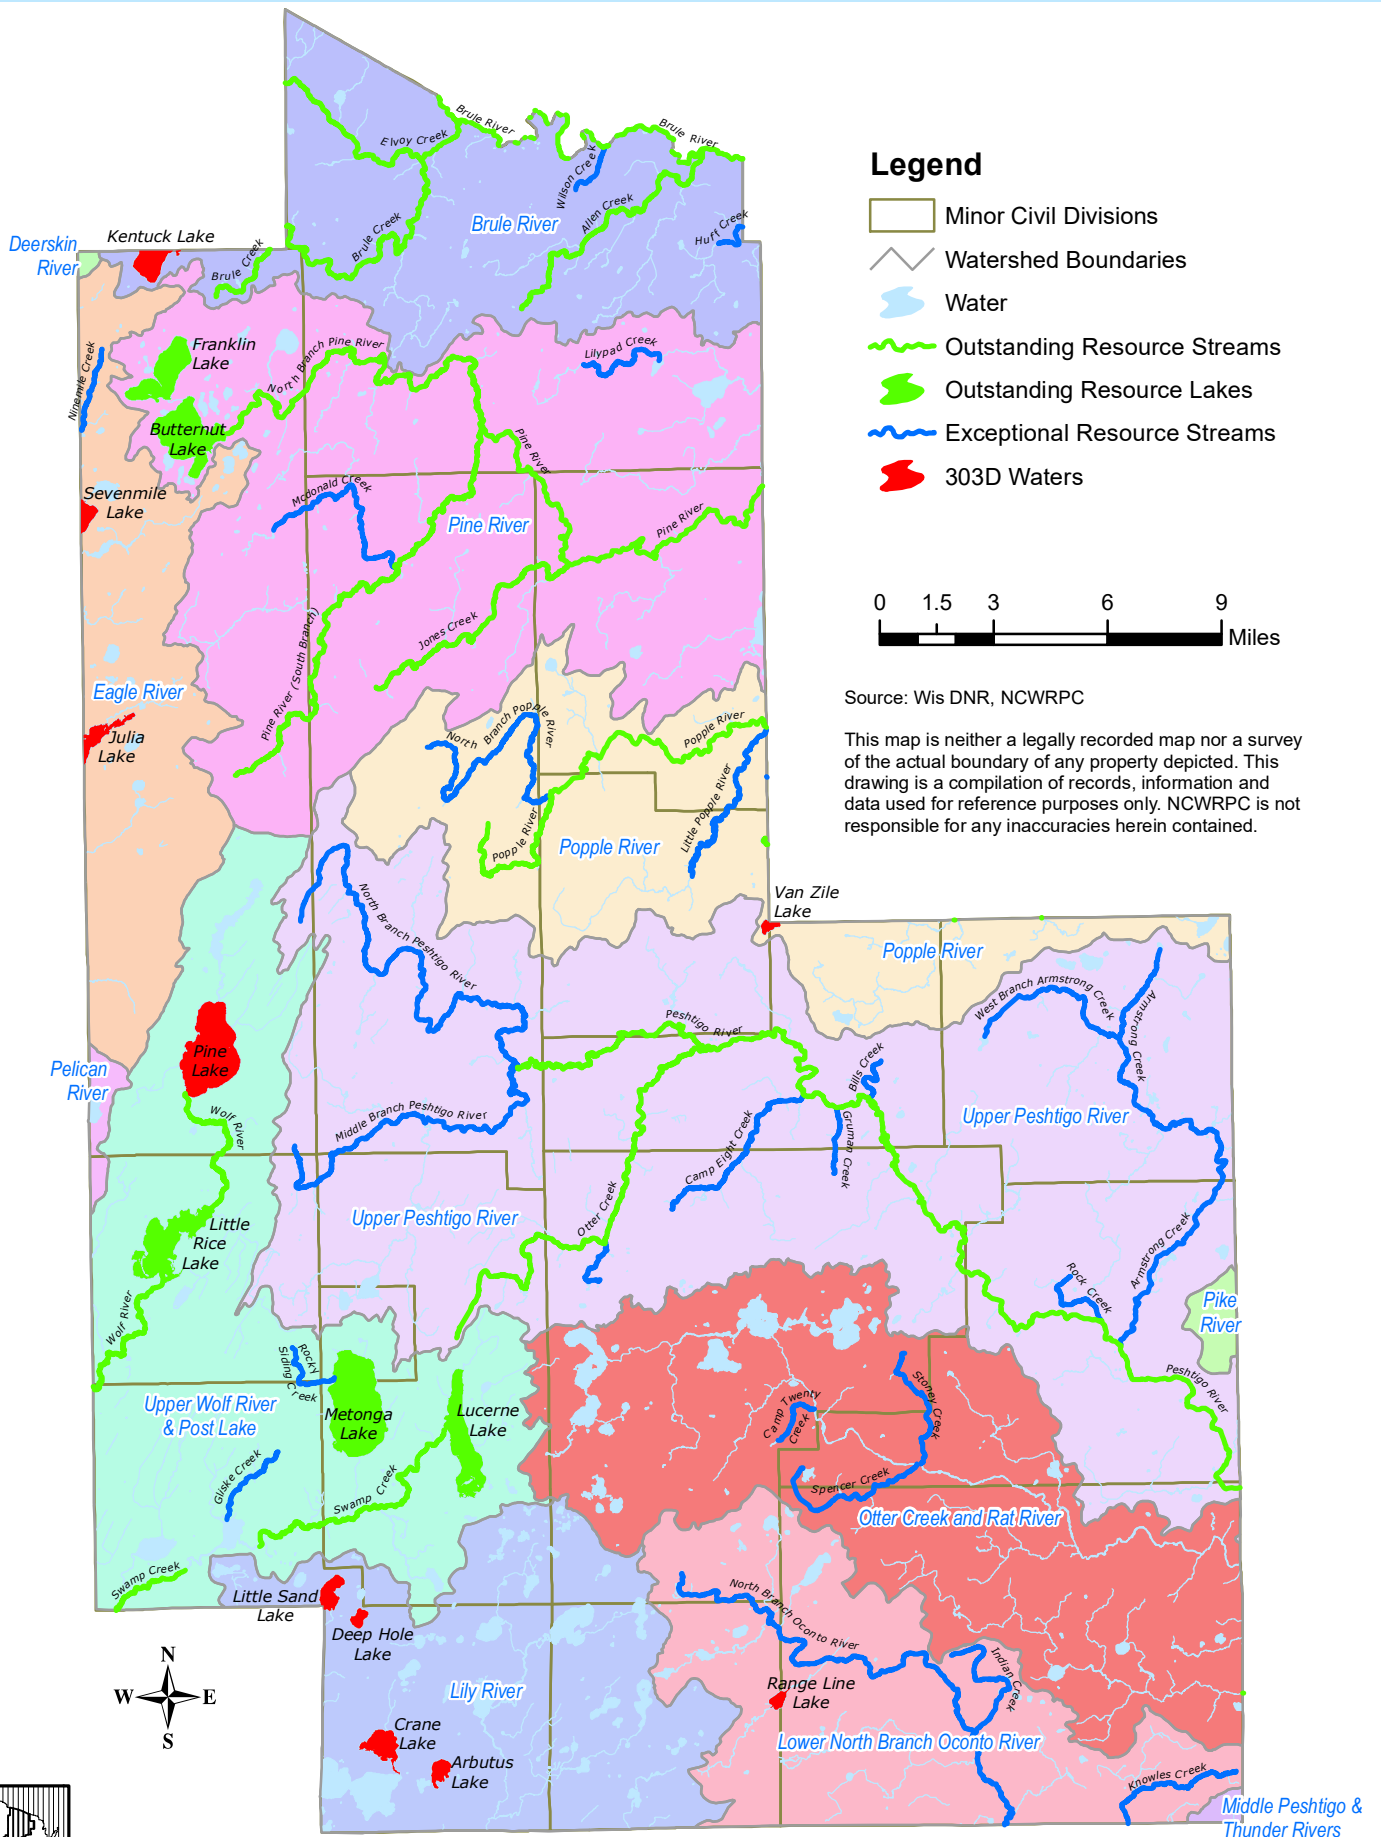 Legend
Minor Civil Divisions
Watershed Boundaries
Water
Outstanding Resource Streams
Outstanding Resource Lakes
Exceptional Resource Streams
303D Waters
0 1.5 3 6 9
Miles
Source: Wis DNR, NCWRPC
This map is neither a legally recorded map nor a survey
of the actual boundary of any property depicted. This
drawing is a compilation of records, information and
data used for reference purposes only. NCWRPC is not
responsible for any inaccuracies herein contained.
Brule River
Elvoy Creek
Brule River
Wilson Creek
Allen Creek
Brule River
Huff Creek
Brule Creek
Deerskin
River
Kentuck Lake
Brule Creek
Franklin
Lake
North Branch Pine River
Lilypad Creek
Ninemile Creek
Butternut
Lake
Pine River
Sevenmile
Lake
Mcdonald Creek
Pine River
Pine River
Jones Creek
Pine River (South Branch)
Eagle River
Julia
Lake
North Branch Popple River
Popple River
Little Popple River
Popple River
Popple River
Van Zile
Lake
Popple River
North Branch Peshtigo River
West Branch Armstrong Creek
Armstrong Creek
Pine
Lake
Peshtigo River
Bills Creek
Pelican
River
Wolf River
Middle Branch Peshtigo River
Camp Eight Creek
Gruman Creek
Upper Peshtigo River
Upper Peshtigo River
Otter Creek
Little
Rice
Lake
Armstrong Creek
Rock Creek
Pike
River
Wolf River
Rocky
Siding Creek
Peshtigo River
Upper Wolf River
& Post Lake
Metonga
Lake
Lucerne
Lake
Camp Twenty
Creek
Stoney Creek
Gliske Creek
Swamp Creek
Spencer Creek
Otter Creek and Rat River
Swamp Creek
Little Sand
Lake
Deep Hole
Lake
North Branch Oconto River
Indian Creek
Range Line
Lake
Lily River
Lower North Branch Oconto River
Crane
Lake
Arbutus
Lake
Knowles Creek
Middle Peshtigo &
Thunder Rivers
N
W E
S